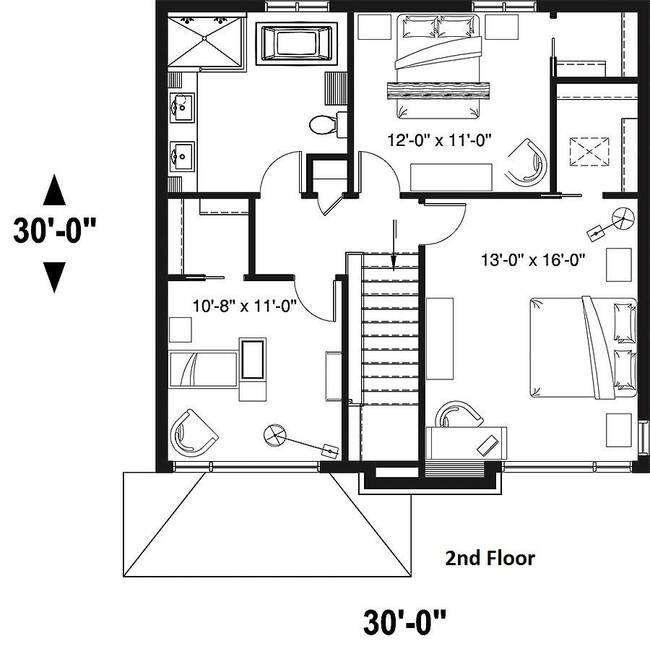 12'-0" x 11'-0"
30'-0"
13'-0" x 16'-0"
10'-8" x 11'-0"
2nd Floor
30'-0"